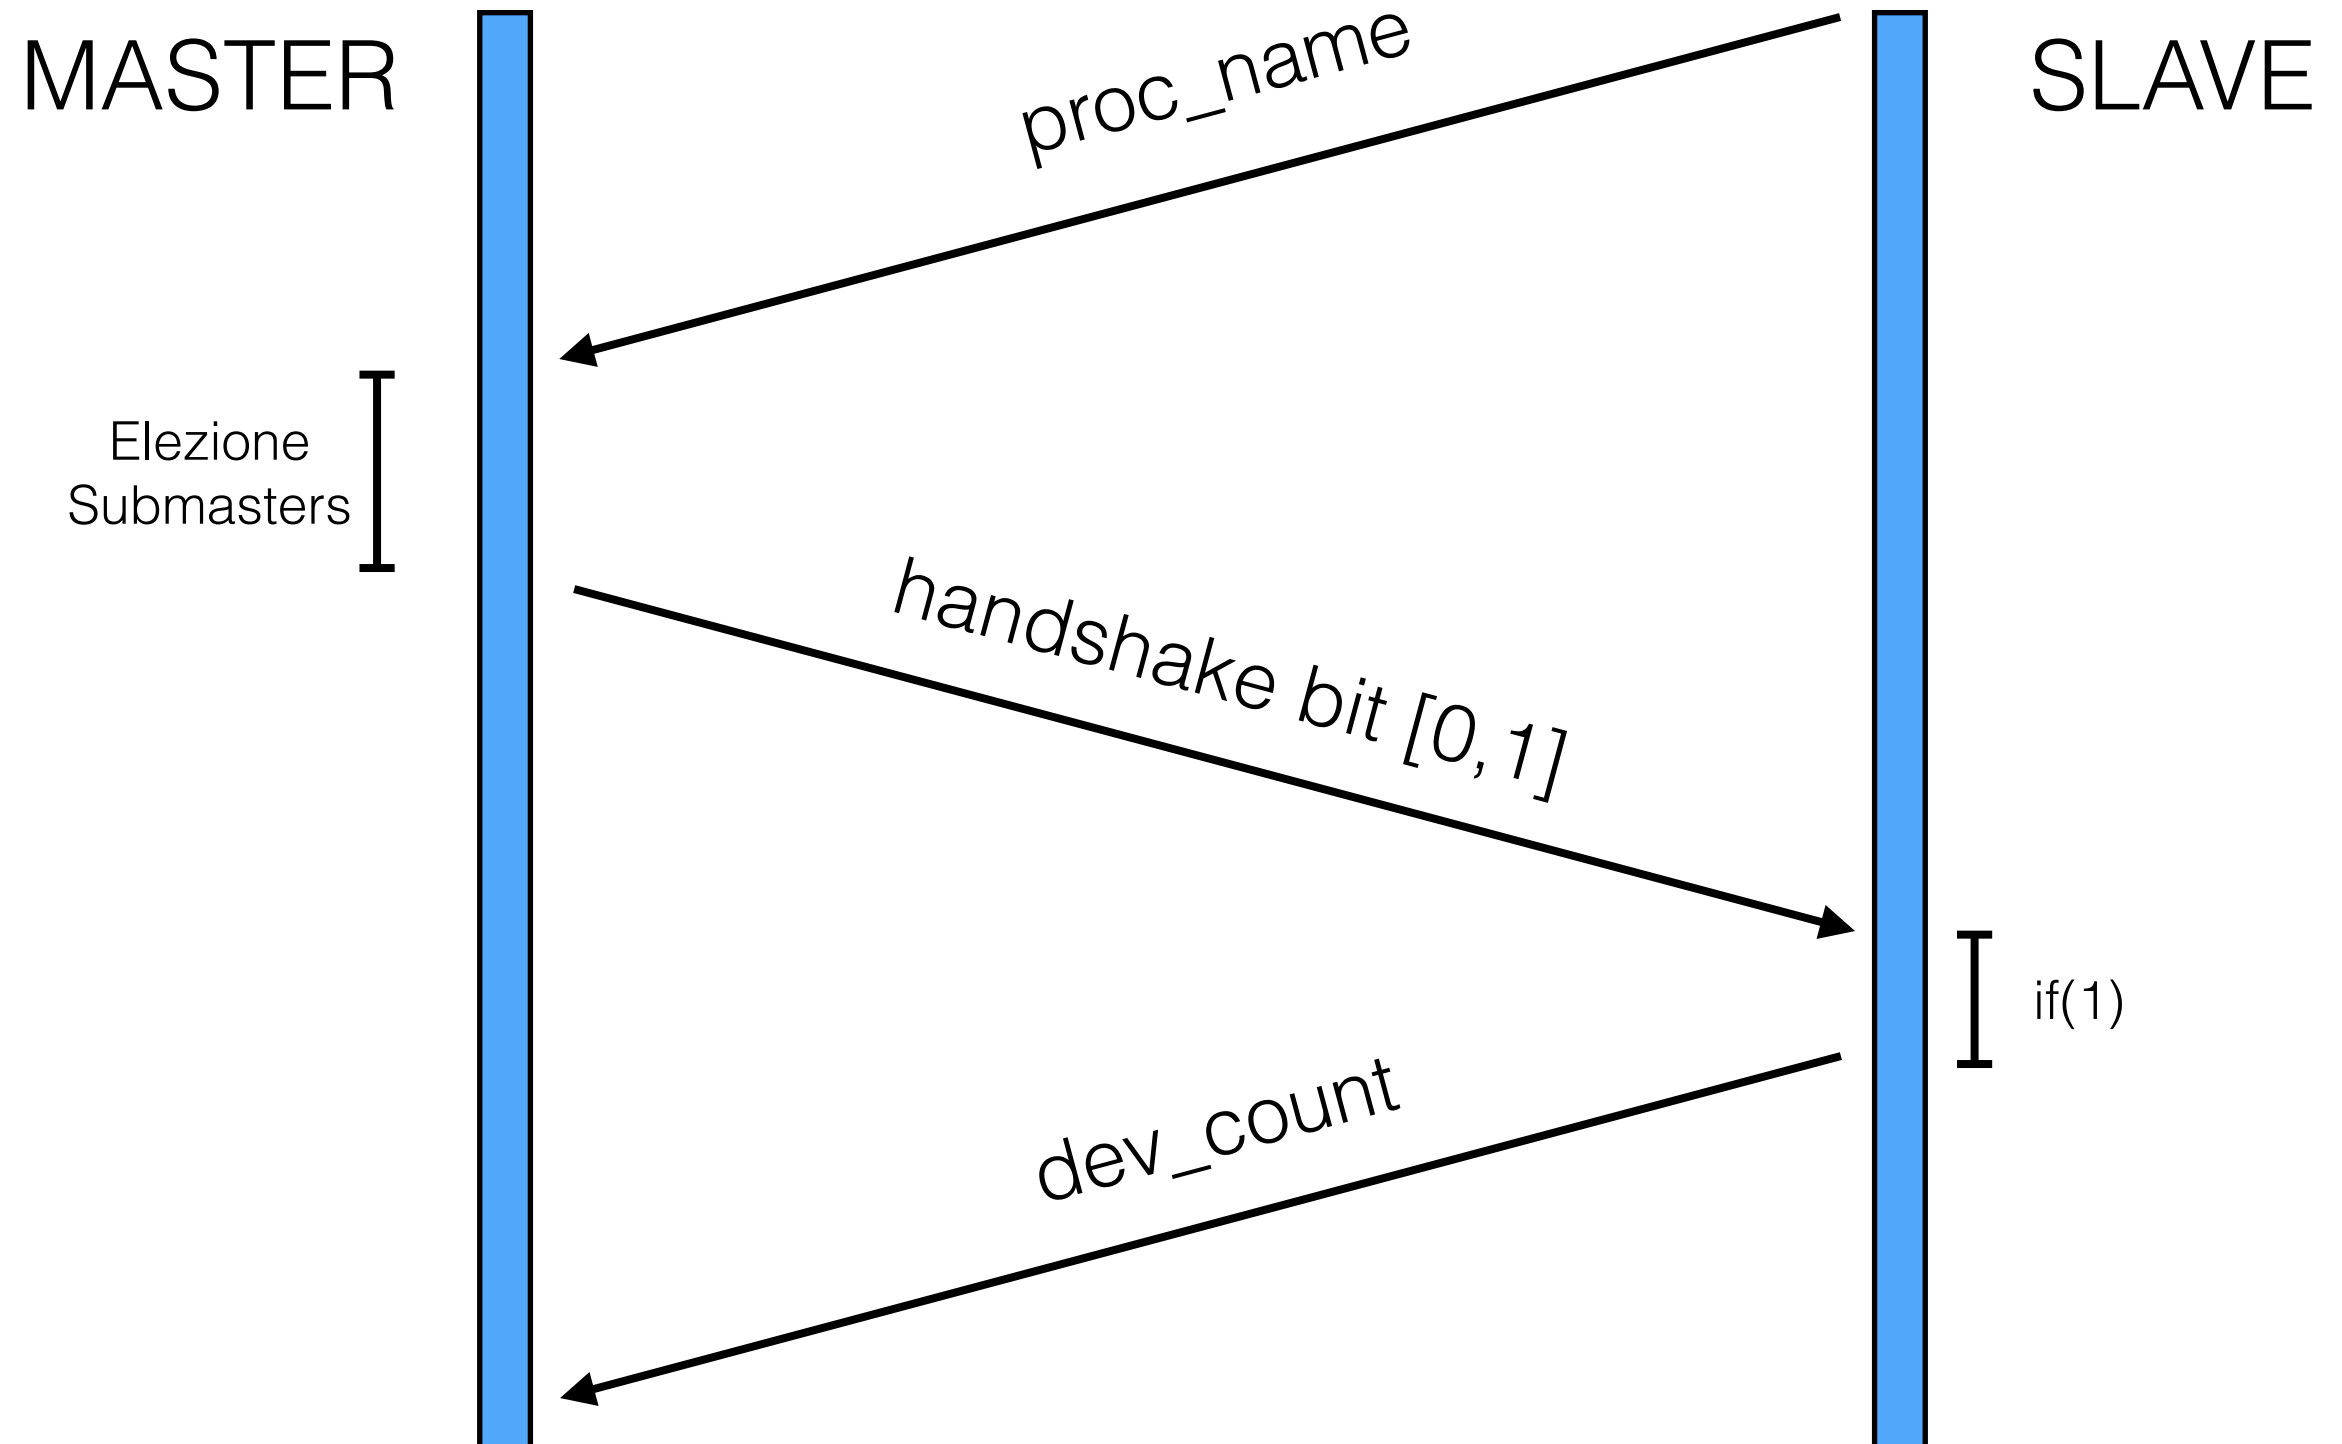 MASTER
SLAVE
proc_name
Elezione
Submasters
handshake bit [0,1]
if(1)
dev_count